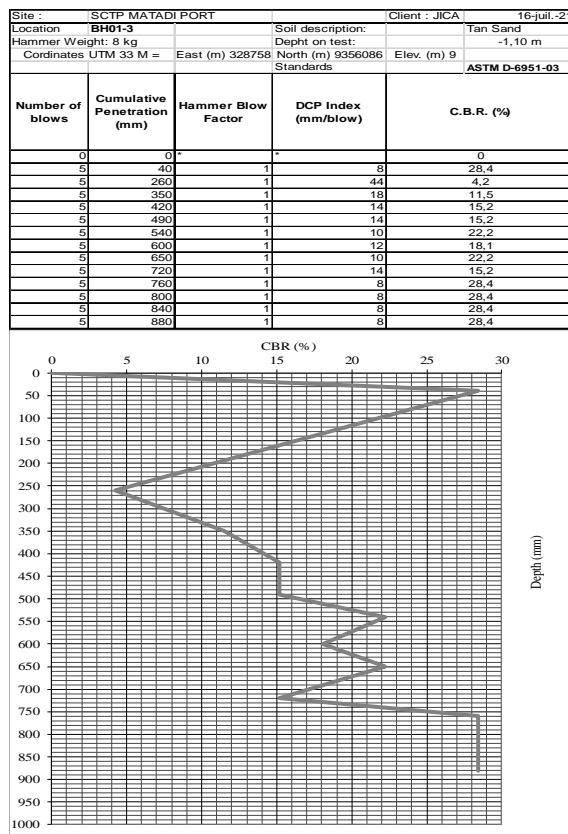 Site : SCTP MATADI PORT Client : JICA 16-juil.-21
Location BH01-3 Soil description: Tan Sand
Hammer Weight: 8 kg Depht on test: -1,10 m
Cordinates UTM 33 M = East (m) 328758 North (m) 9356086 Elev. (m) 9
Standards ASTM D-6951-03
Number of blows Cumulative Penetration (mm) Hammer Blow Factor DCP Index (mm/blow) C.B.R. (%)
0 0 * * 0
5 40 1 8 28,4
5 260 1 44 4,2
5 350 1 18 11,5
5 420 1 14 15,2
5 490 1 14 15,2
5 540 1 10 22,2
5 600 1 12 18,1
5 650 1 10 22,2
5 720 1 14 15,2
5 760 1 8 28,4
5 800 1 8 28,4
5 840 1 8 28,4
5 880 1 8 28,4
CBR (%)
0 5 10 15 20 25 30
0
50
100
150
200
250
300
350
400
450
500
550
600
650
700
750
800
850
900
950
1000
Depth (mm)